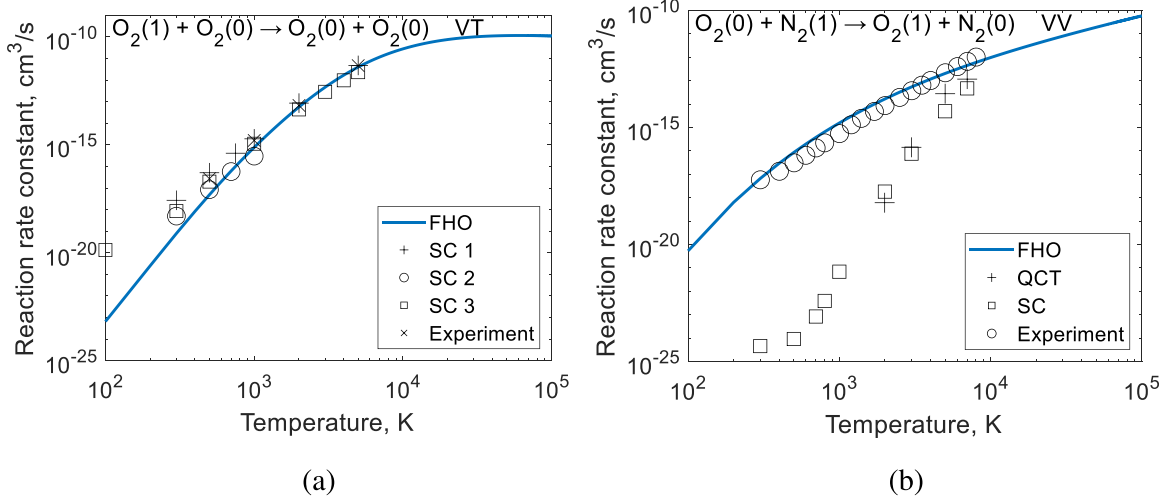 O2(1) + O2(0) → O2(0) + O2(0) VT
Reaction rate constant, cm³/s
10⁻¹⁰
10⁻¹⁵
10⁻²⁰
10⁻²⁵
FHO
SC 1
SC 2
SC 3
Experiment
10² 10³ 10⁴ 10⁵
Temperature, K
(a)
O2(0) + N2(1) → O2(1) + N2(0) VV
Reaction rate constant, cm³/s
10⁻¹⁰
10⁻¹⁵
10⁻²⁰
10⁻²⁵
FHO
QCT
SC
Experiment
10² 10³ 10⁴ 10⁵
Temperature, K
(b)